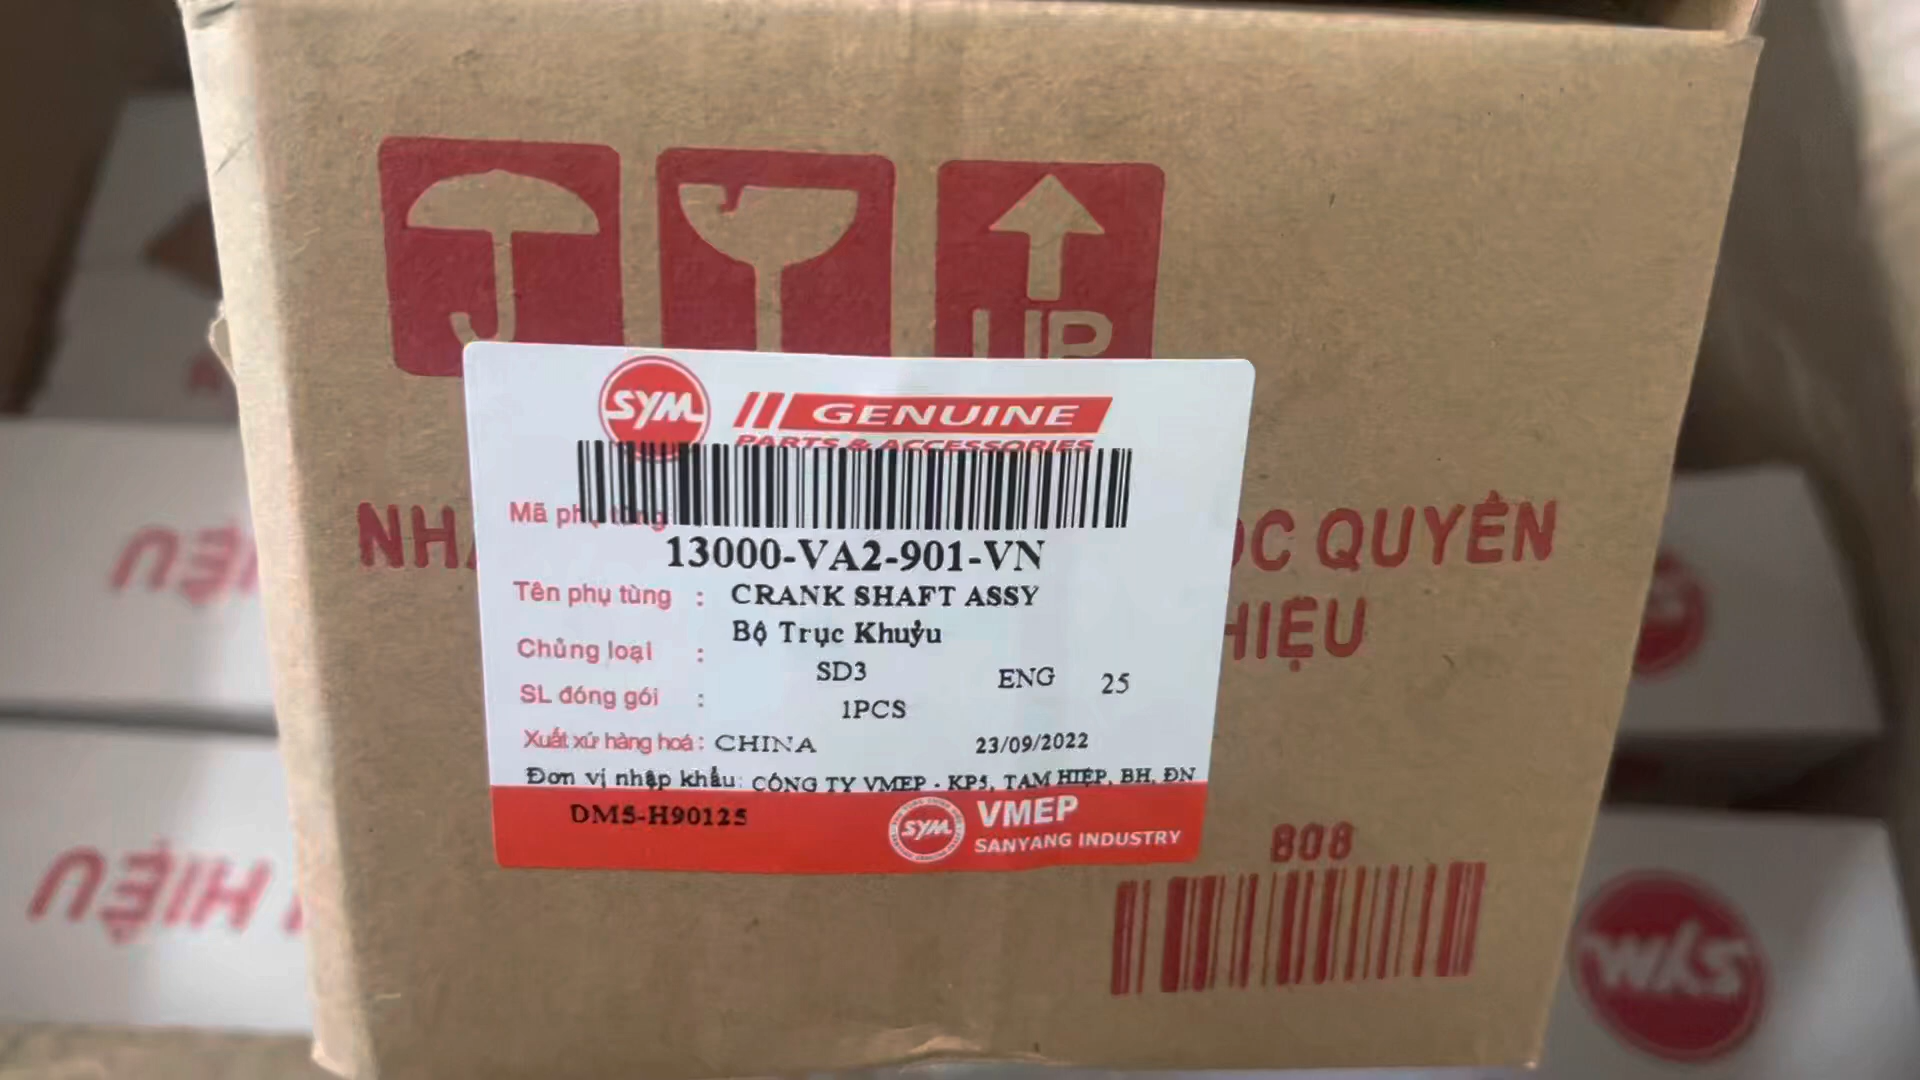 UP
SYM GENUINE
PARTS & ACCESSORIES
Mã phụ tùng
13000-VA2-901-VN
Tên phụ tùng : CRANK SHAFT ASSY
Bộ Trục Khuỷu
Chủng loại :
SD3 ENG 25
SL đóng gói :
1PCS
Xuất xứ hàng hoá : CHINA 23/09/2022
Đơn vị nhập khẩu: CÔNG TY VMEP - KP5, TAM HIỆP, BH, ĐN
DMS-H90125 SYM VMEP
SANYANG INDUSTRY
QUYỀN
HIỆU
808
HIỆU
SYM